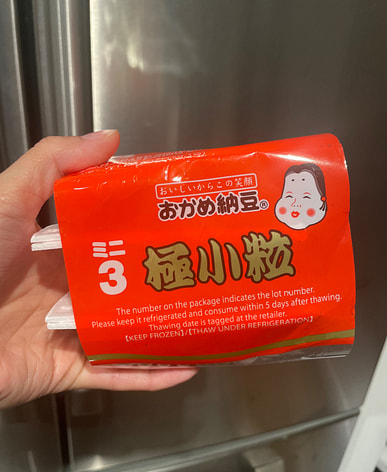 おいしいからこの笑顔
おかめ納豆®
ミニ
3
極小粒
The number on the package indicates the lot number.
Please keep it refrigerated and consume within 5 days after thawing.
Thawing date is tagged at the retailer.
【KEEP FROZEN】/【THAW UNDER REFRIGERATION】